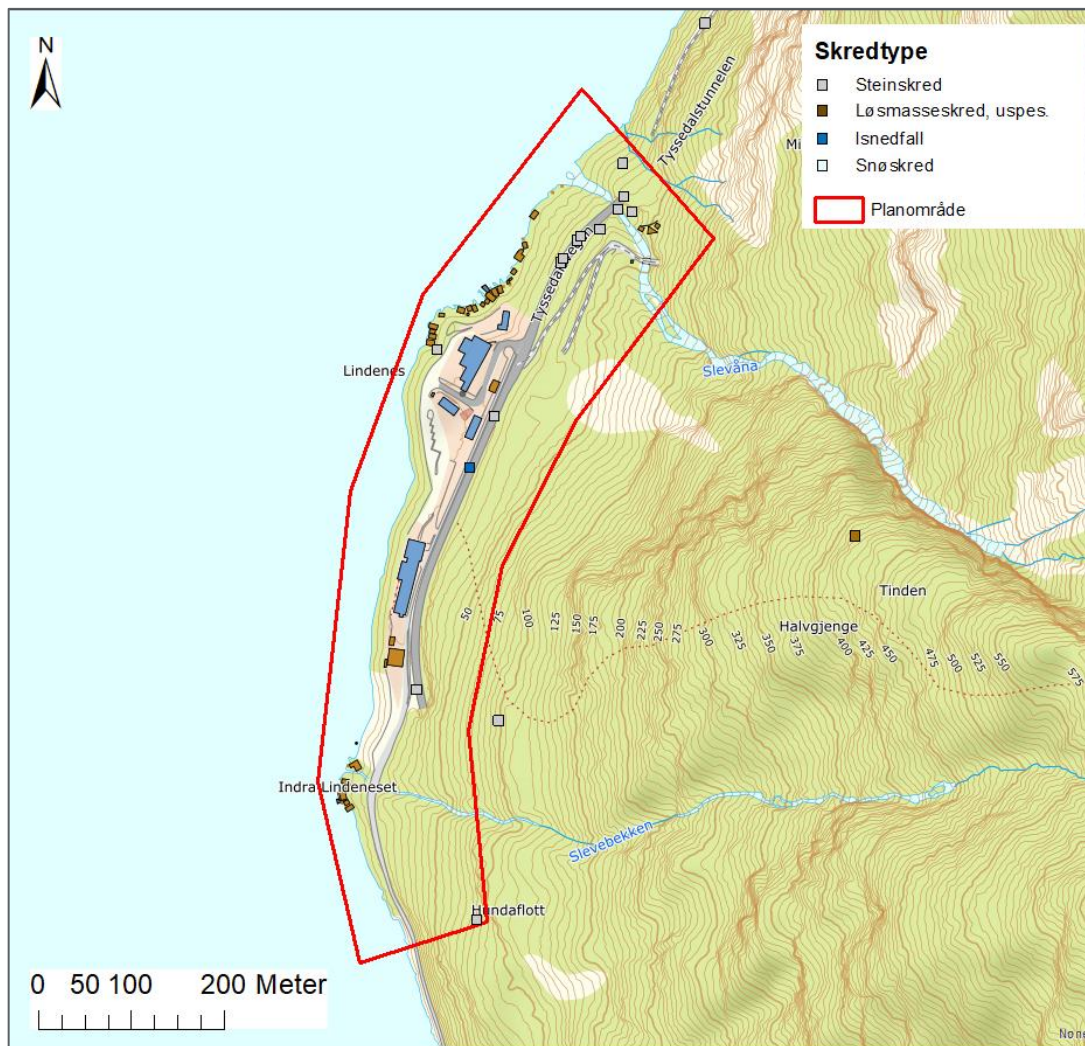 N
Skredtype
Steinskred
Løsmasseskred, uspes.
Isnedfall
Snøskred
Planområde
Tyssedalstunnelen
Lindenes
Slevåna
Tinden
Halvgjenge
50
75
100
125
150
175
200
225
250
275
300
325
350
375
400
425
450
475
500
525
550
575
Indra Lindeneset
Slevebekken
Hundaflott
0 50 100 200 Meter